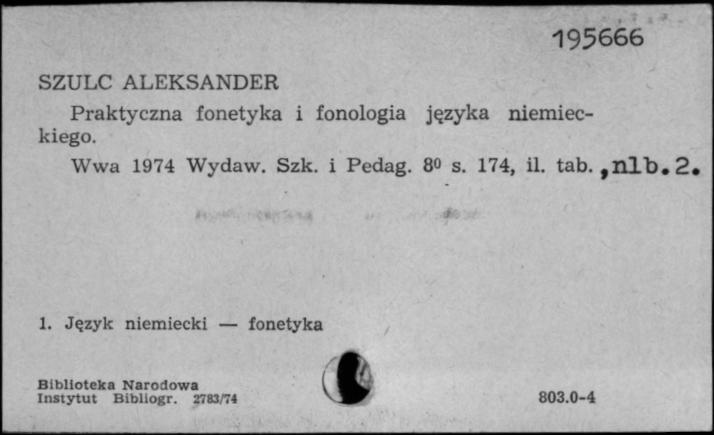 195666
SZULC ALEKSANDER
Praktyczna fonetyka i fonologia języka niemiec-
kiego.
Wwa 1974 Wydaw. Szk. i Pedag. 8⁰ s. 174, il. tab. , nlb. 2.
1. Język niemiecki — fonetyka
Biblioteka Narodowa
Instytut Bibliogr. 2783/74
803.0-4